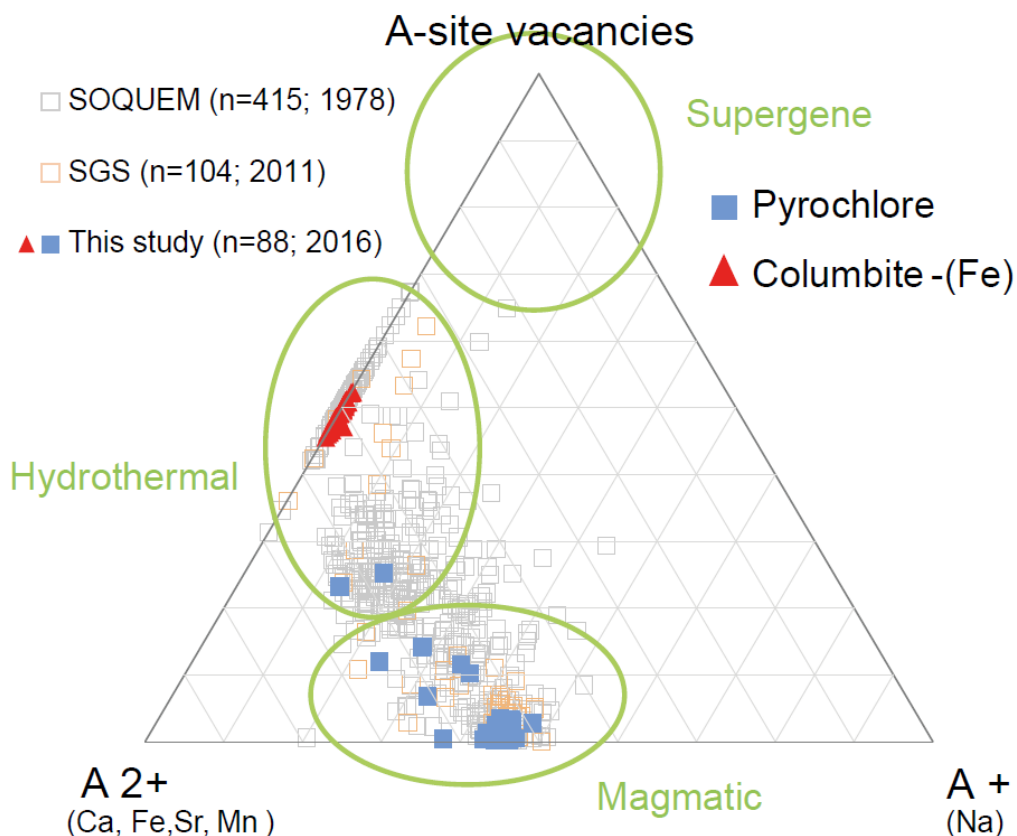 A-site vacancies
SOQUEM (n=415; 1978)
Supergene
SGS (n=104; 2011)
Pyrochlore
This study (n=88; 2016)
Columbite -(Fe)
Hydrothermal
Magmatic
A 2+
(Ca, Fe,Sr, Mn )
A +
(Na)